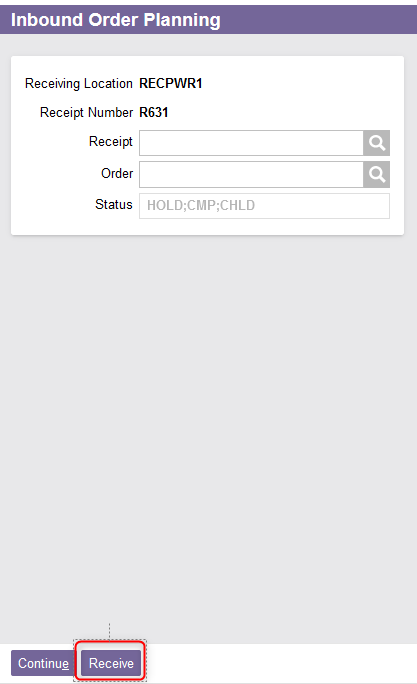 Inbound Order Planning
Receiving Location RECPWR1
Receipt Number R631
Receipt
Order
Status HOLD;CMP;CHLD
Continue Receive